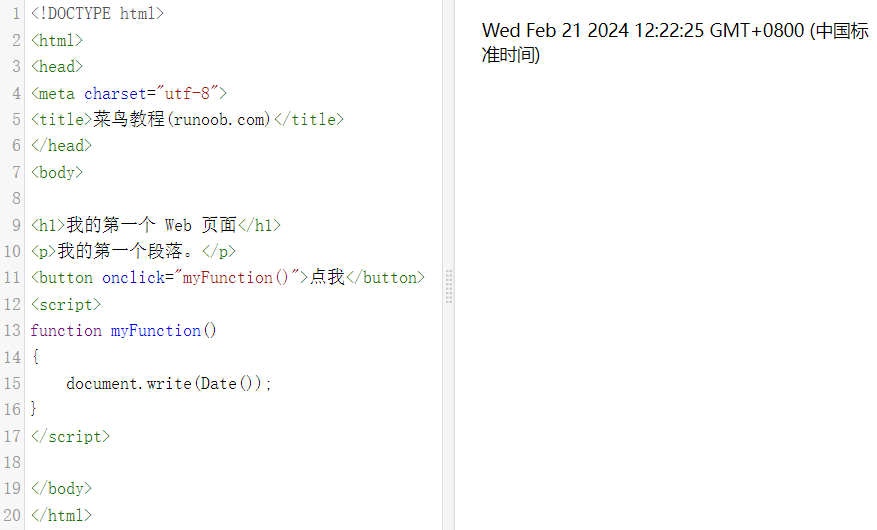 1 <!DOCTYPE html>
2 <html>
3 <head>
4 <meta charset="utf-8">
5 <title>菜鸟教程(runoob.com)</title>
6 </head>
7 <body>
8
9 <h1>我的第一个 Web 页面</h1>
10 <p>我的第一个段落。</p>
11 <button onclick="myFunction()">点我</button>
12 <script>
13 function myFunction()
14 {
15     document.write(Date());
16 }
17 </script>
18
19 </body>
20 </html>
Wed Feb 21 2024 12:22:25 GMT+0800 (中国标
准时间)